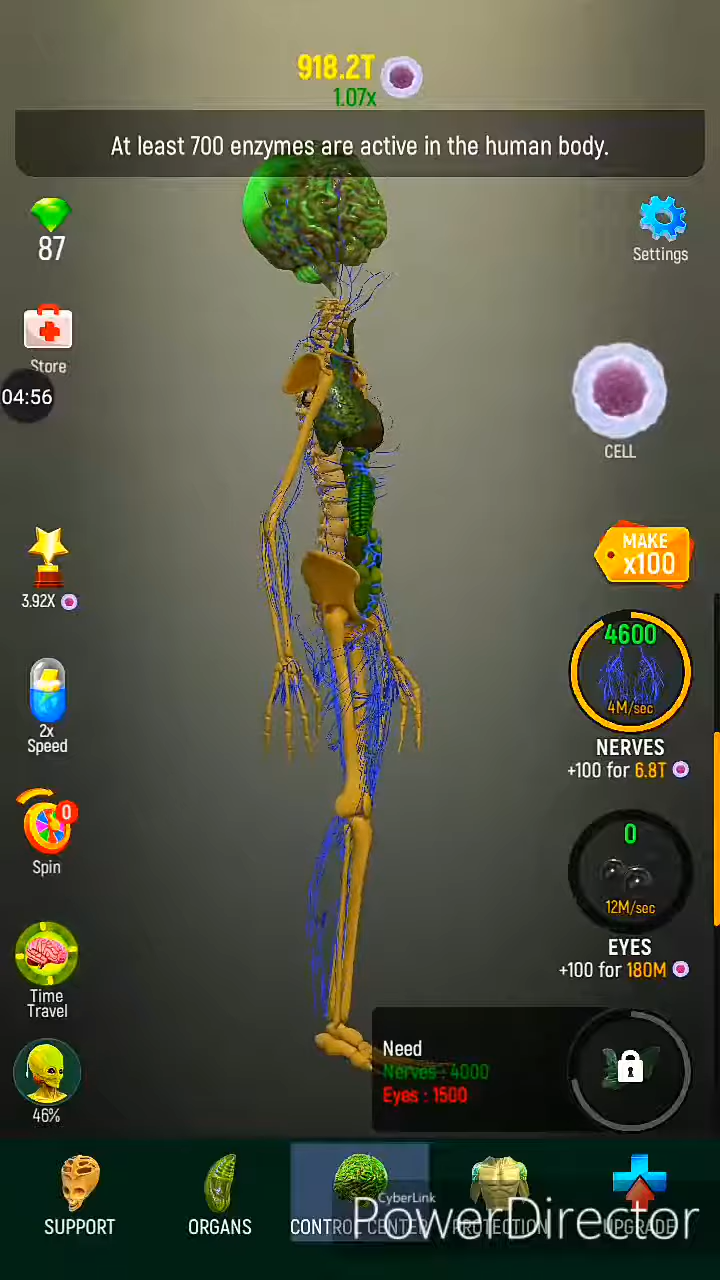 918.2T
1.07x
At least 700 enzymes are active in the human body.
87
Settings
Store
04:56
CELL
MAKE
x100
3.92X
4600
4M/sec
NERVES
+100 for 6.8T
2x
Speed
0
Spin
0
12M/sec
EYES
+100 for 180M
Time
Travel
Need
Nerves : 4000
Eyes : 1500
46%
SUPPORT
ORGANS
CONTROL CENTER
PROTECTION
UPGRADE
CyberLink
PowerDirector